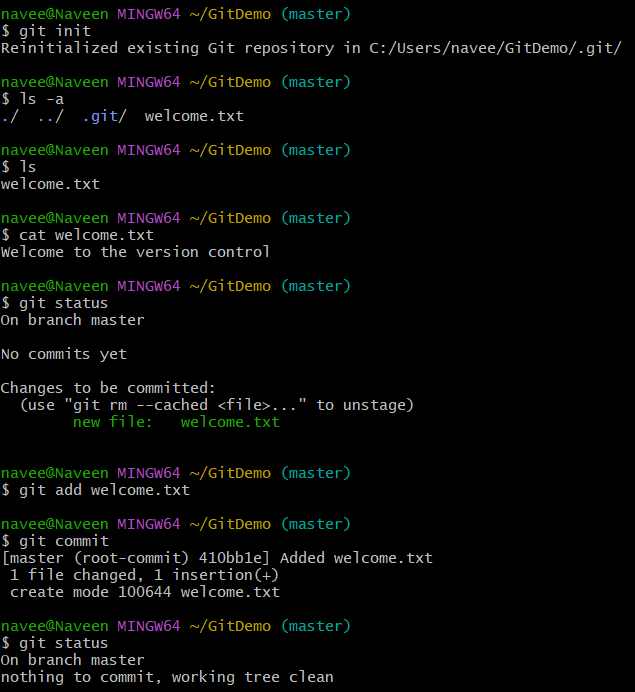 navee@Naveen MINGW64 ~/GitDemo (master)
$ git init
Reinitialized existing Git repository in C:/Users/navee/GitDemo/.git/

navee@Naveen MINGW64 ~/GitDemo (master)
$ ls -a
./  ../  .git/  welcome.txt

navee@Naveen MINGW64 ~/GitDemo (master)
$ ls
welcome.txt

navee@Naveen MINGW64 ~/GitDemo (master)
$ cat welcome.txt
Welcome to the version control

navee@Naveen MINGW64 ~/GitDemo (master)
$ git status
On branch master

No commits yet

Changes to be committed:
  (use "git rm --cached <file>..." to unstage)
        new file:   welcome.txt


navee@Naveen MINGW64 ~/GitDemo (master)
$ git add welcome.txt

navee@Naveen MINGW64 ~/GitDemo (master)
$ git commit
[master (root-commit) 410bb1e] Added welcome.txt
 1 file changed, 1 insertion(+)
 create mode 100644 welcome.txt

navee@Naveen MINGW64 ~/GitDemo (master)
$ git status
On branch master
nothing to commit, working tree clean